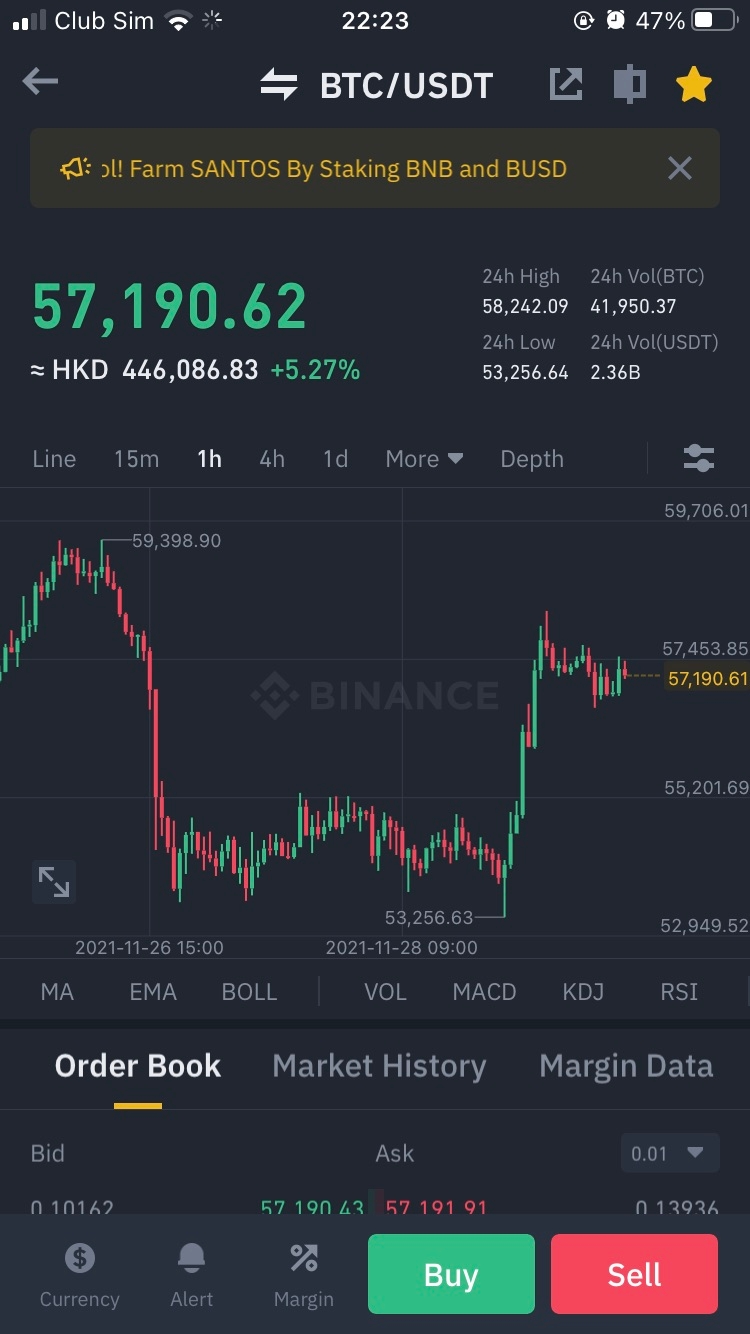 Club Sim 22:23 47%
BTC/USDT
ol! Farm SANTOS By Staking BNB and BUSD
57,190.62
≈ HKD 446,086.83 +5.27%
24h High 24h Vol(BTC)
58,242.09 41,950.37
24h Low 24h Vol(USDT)
53,256.64 2.36B
Line 15m 1h 4h 1d More Depth
59,706.01
59,398.90
57,453.85
57,190.61
BINANCE
55,201.69
53,256.63
52,949.52
2021-11-26 15:00 2021-11-28 09:00
MA EMA BOLL VOL MACD KDJ RSI
Order Book Market History Margin Data
Bid Ask 0.01
0.10162 57,190.43 57,191.91 0.13936
Currency Alert Margin Buy Sell